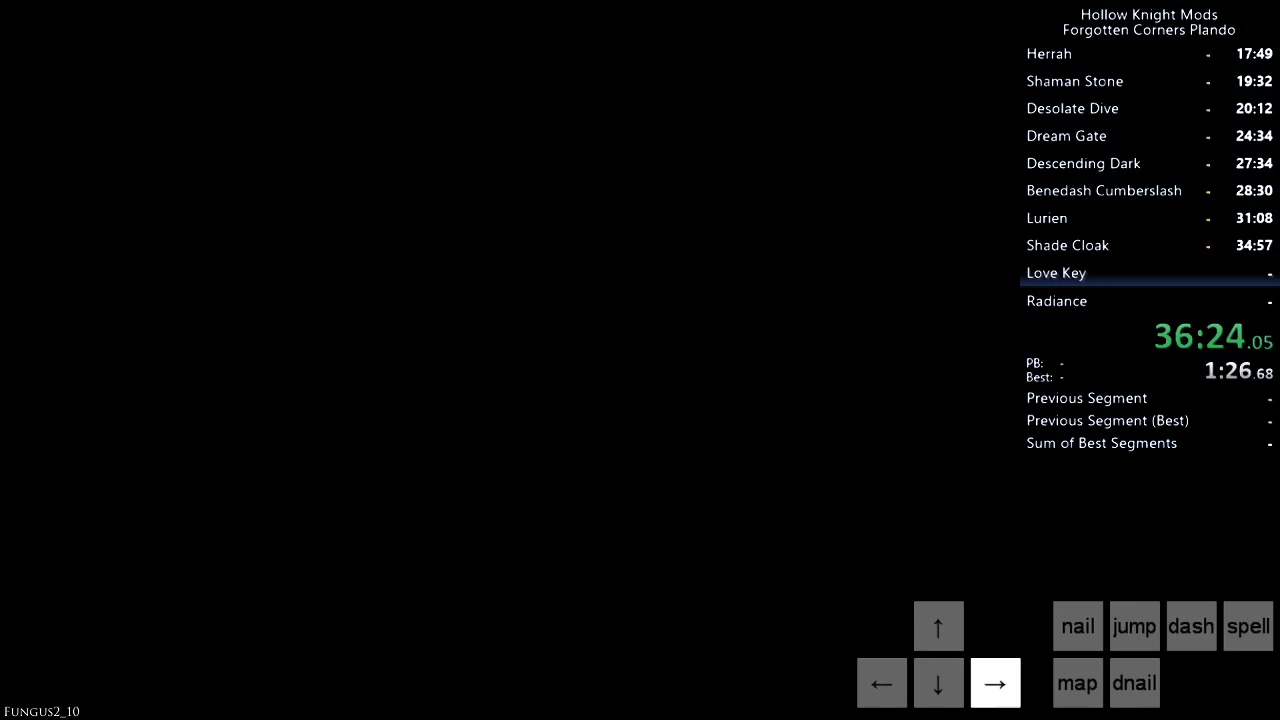 Hollow Knight Mods
Forgotten Corners Plando
Herrah - 17:49
Shaman Stone - 19:32
Desolate Dive - 20:12
Dream Gate - 24:34
Descending Dark - 27:34
Benedash Cumberslash - 28:30
Lurien - 31:08
Shade Cloak - 34:57
Love Key -
Radiance -
36:24.05
PB: - 1:26.68
Best: -
Previous Segment -
Previous Segment (Best) -
Sum of Best Segments -
↑ nail jump dash spell
← ↓ → map dnail
Fungus2_10